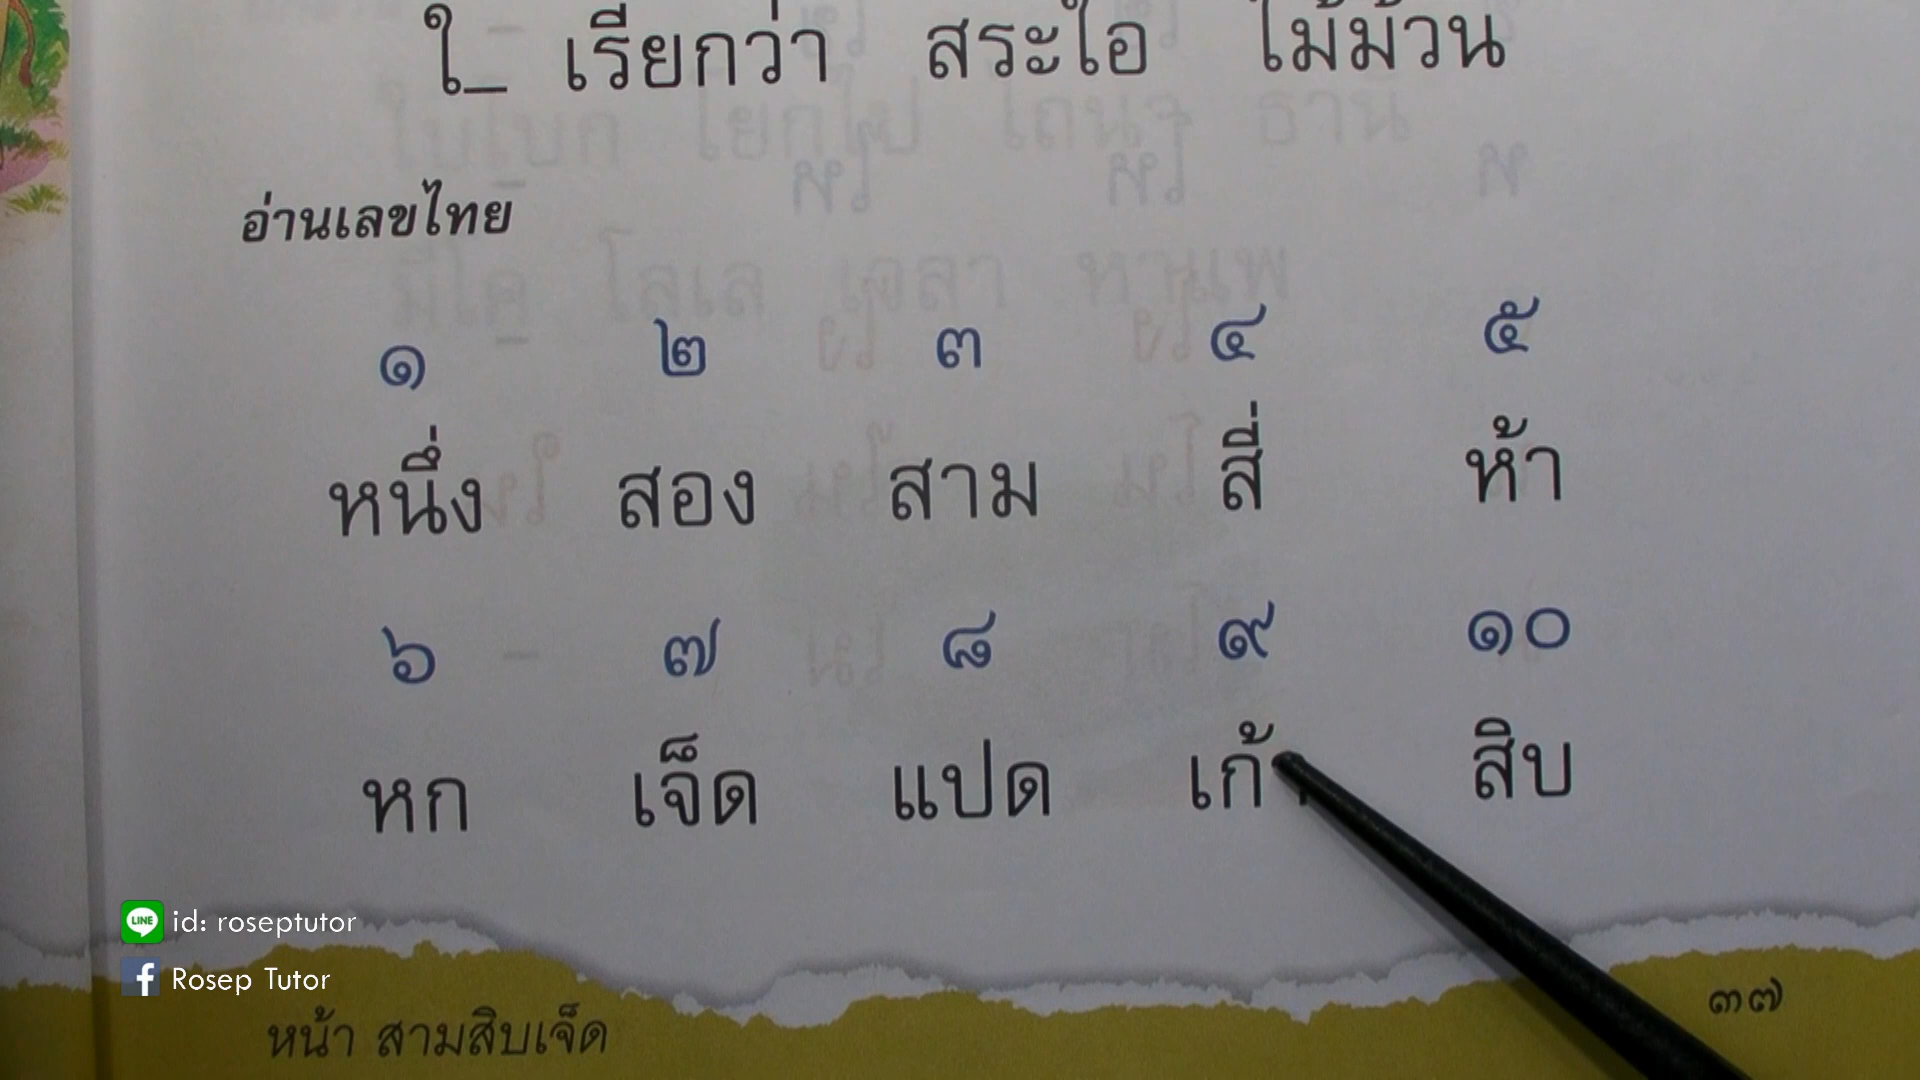 ใ_ เรียกว่า สระใอ ไม้ม้วน
อ่านเลขไทย
๑ ๒ ๓ ๔ ๕
หนึ่ง สอง สาม สี่ ห้า
๖ ๗ ๘ ๙ ๑๐
หก เจ็ด แปด เก้า สิบ
LINE id: roseptutor
f Rosep Tutor
หน้า สามสิบเจ็ด
๓๗